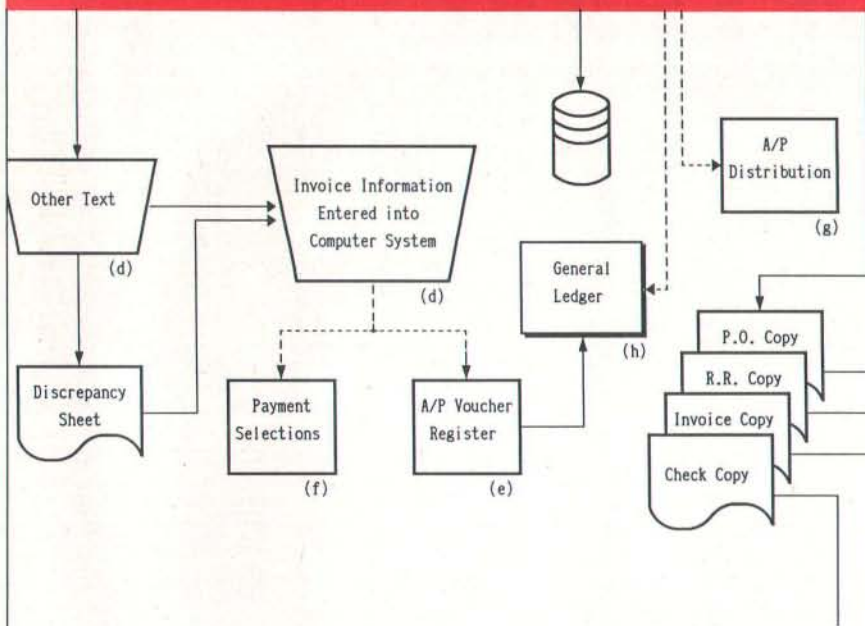 A/P
Distribution
(g)
Other Text
(d)
Invoice Information
Entered into
Computer System
(d)
General
Ledger
(h)
P.O. Copy
R.R. Copy
Invoice Copy
Check Copy
Discrepancy
Sheet
Payment
Selections
(f)
A/P Voucher
Register
(e)